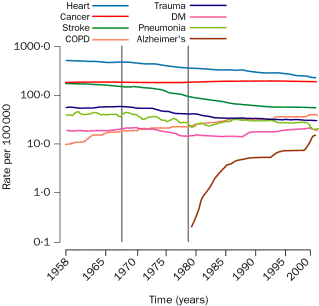 Heart
Cancer
Stroke
COPD
Trauma
DM
Pneumonia
Alzheimer's
1000·0
100·0
10·0
1·0
0·1
Rate per 100 000
1958
1965
1970
1975
1980
1985
1990
1995
2000
Time (years)